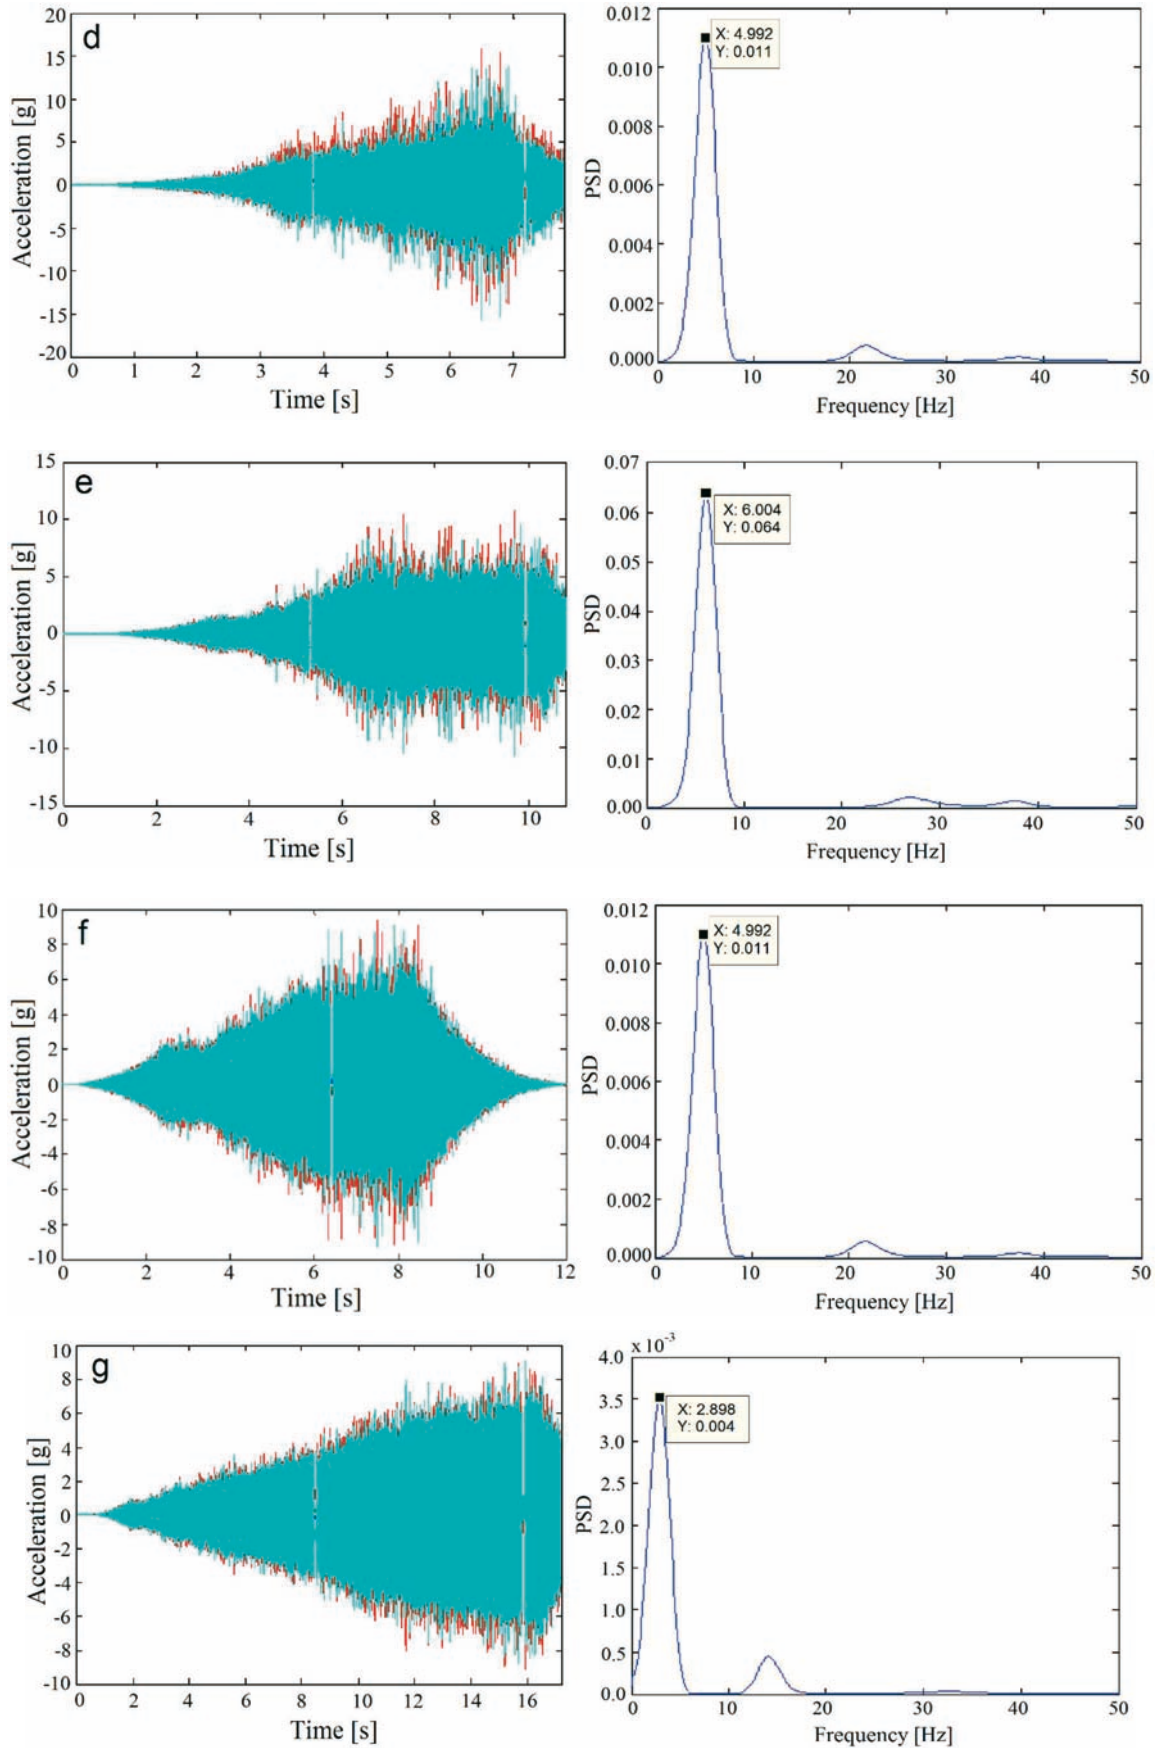 d
20
15
10
5
0
-5
-10
-15
-20
Acceleration [g]
0 1 2 3 4 5 6 7
Time [s]
0.012
0.010
0.008
0.006
0.004
0.002
0.000
PSD
X: 4.992
Y: 0.011
0 10 20 30 40 50
Frequency [Hz]
e
15
10
5
0
-5
-10
-15
Acceleration [g]
0 2 4 6 8 10
Time [s]
0.07
0.06
0.05
0.04
0.03
0.02
0.01
0.00
PSD
X: 6.004
Y: 0.064
0 10 20 30 40 50
Frequency [Hz]
f
10
8
6
4
2
0
-2
-4
-6
-8
-10
Acceleration [g]
0 2 4 6 8 10 12
Time [s]
0.012
0.010
0.008
0.006
0.004
0.002
0.000
PSD
X: 4.992
Y: 0.011
0 10 20 30 40 50
Frequency [Hz]
g
10
8
6
4
2
0
-2
-4
-6
-8
-10
Acceleration [g]
0 2 4 6 8 10 12 14 16
Time [s]
x 10-3
4.0
3.5
3.0
2.5
2.0
1.5
1.0
0.5
0.0
PSD
X: 2.898
Y: 0.004
0 10 20 30 40 50
Frequency [Hz]